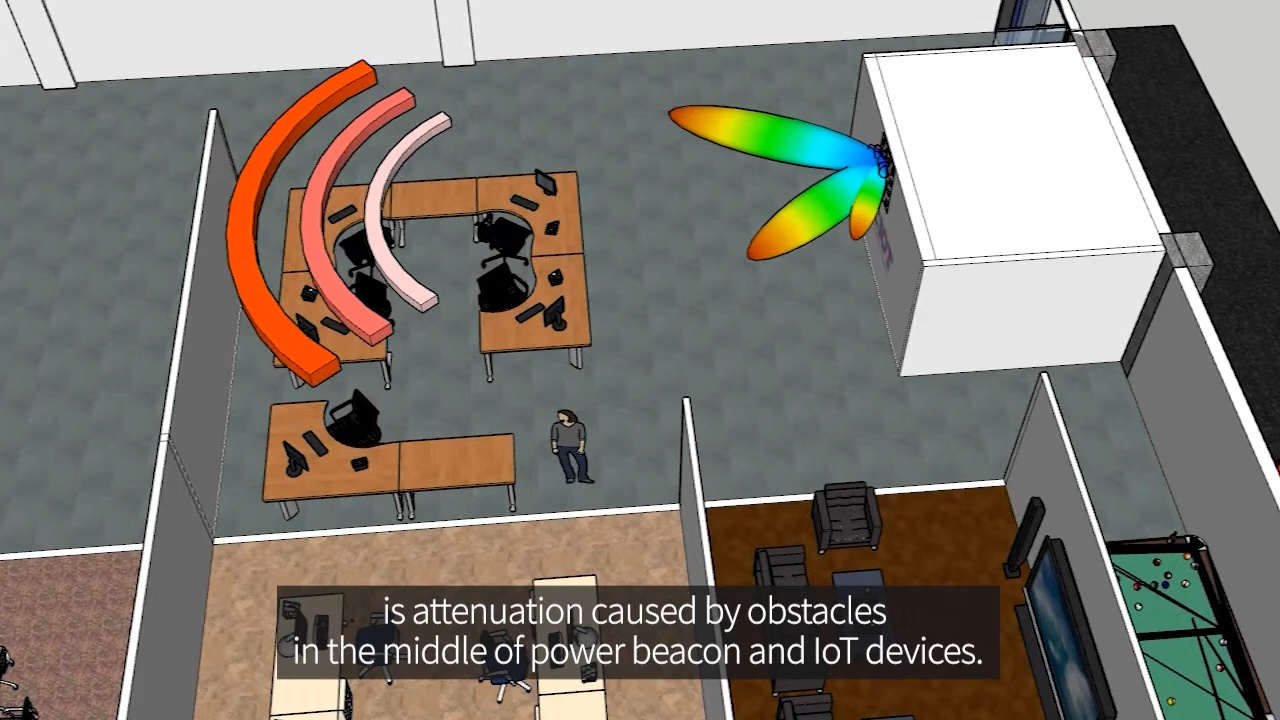 is attenuation caused by obstacles
in the middle of power beacon and IoT devices.